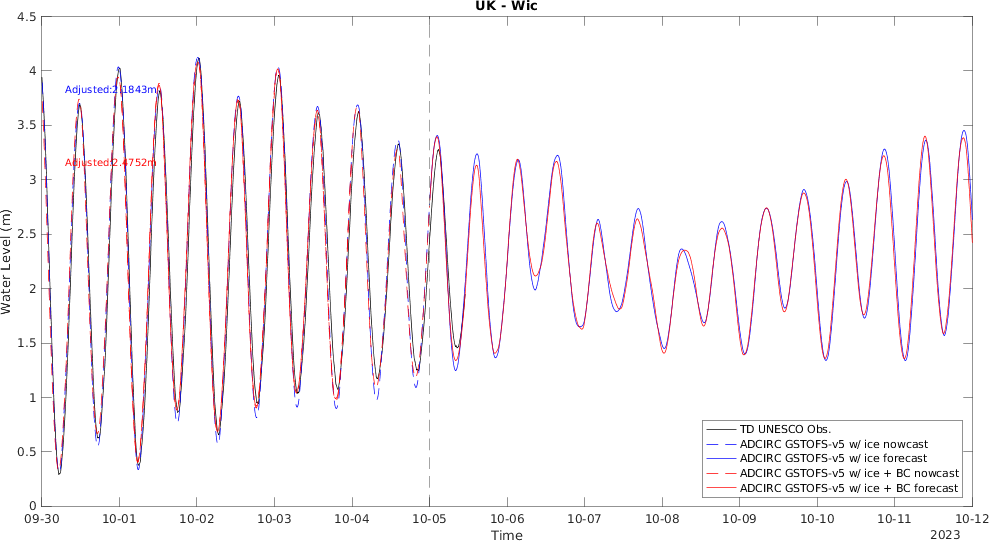 UK - Wic
4.5
4
3.5
3
2.5
2
1.5
1
0.5
0
Water Level (m)
Adjusted:2.1843m
Adjusted:2.4752m
TD UNESCO Obs.
ADCIRC GSTOFS-v5 w/ ice nowcast
ADCIRC GSTOFS-v5 w/ ice forecast
ADCIRC GSTOFS-v5 w/ ice + BC nowcast
ADCIRC GSTOFS-v5 w/ ice + BC forecast
09-30 10-01 10-02 10-03 10-04 10-05 10-06 10-07 10-08 10-09 10-10 10-11 10-12
Time
2023